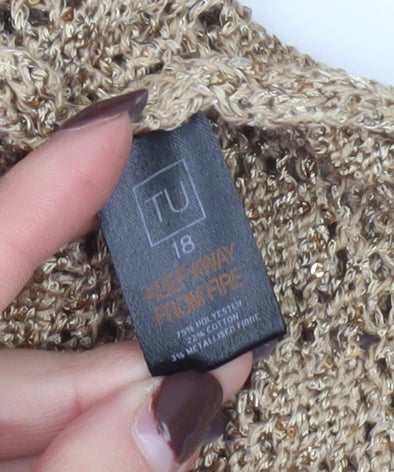 TU
18
KEEP AWAY
FROM FIRE
75% POLYESTER
22% COTTON
3% METALLISED FIBRE